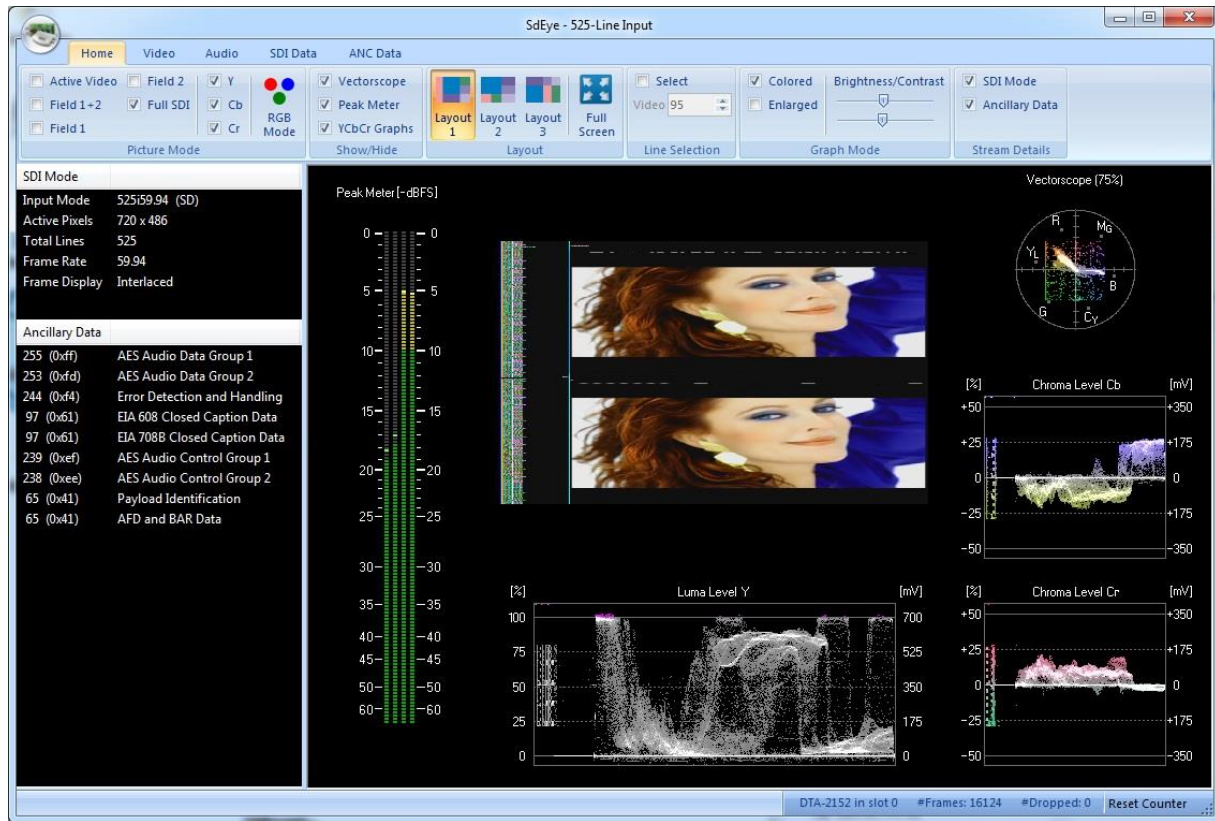 SdEye - 525-Line Input
Home Video Audio SDI Data ANC Data
Active Video Field 2 Y
Field 1+2 Full SDI Cb
Field 1 Cr
RGB Mode
Picture Mode
Vectorscope
Peak Meter
YCbCr Graphs
Show/Hide
Layout 1
Layout 2
Layout 3
Full Screen
Layout
Select
Video 95
Line Selection
Colored
Enlarged
Brightness/Contrast
Graph Mode
SDI Mode
Ancillary Data
Stream Details
SDI Mode
Input Mode 525i59.94 (SD)
Active Pixels 720 x 486
Total Lines 525
Frame Rate 59.94
Frame Display Interlaced
Ancillary Data
255 (0xff) AES Audio Data Group 1
253 (0xfd) AES Audio Data Group 2
244 (0xf4) Error Detection and Handling
97 (0x61) EIA 608 Closed Caption Data
97 (0x61) EIA 708B Closed Caption Data
239 (0xef) AES Audio Control Group 1
238 (0xee) AES Audio Control Group 2
65 (0x41) Payload Identification
65 (0x41) AFD and BAR Data
Peak Meter [-dBFS]
0 0
5 5
10 10
15 15
20 20
25 25
30 30
35 35
40 40
45 45
50 50
60 60
Vectorscope (75%)
R MG
YL B
G CY
[%] Chroma Level Cb [mV]
+50 +350
+25 +175
0 0
-25 +175
-50 -350
[%] Luma Level Y [mV]
100 700
75 525
50 350
25 175
0 0
[%] Chroma Level Cr [mV]
+50 +350
+25 +175
0 0
-25 +175
-50 -350
DTA-2152 in slot 0 #Frames: 16124 #Dropped: 0 Reset Counter